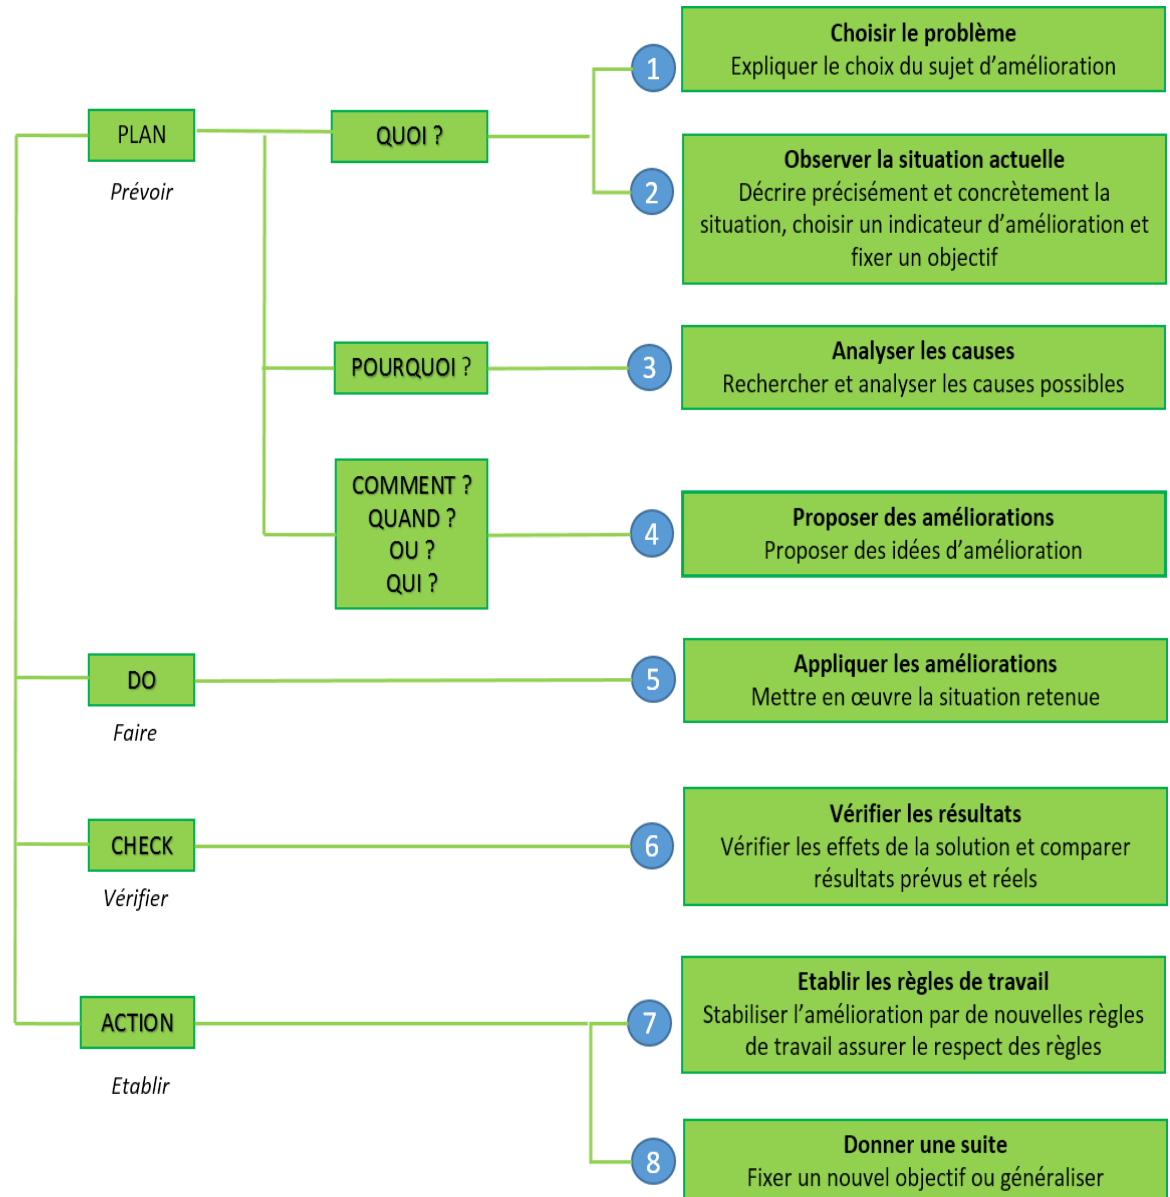 Choisir le problème
Expliquer le choix du sujet d'amélioration
1
PLAN
Prévoir
QUOI ?
Observer la situation actuelle
Décrire précisément et concrètement la
situation, choisir un indicateur d'amélioration et
fixer un objectif
2
POURQUOI ?
3
Analyser les causes
Rechercher et analyser les causes possibles
COMMENT ?
QUAND ?
OU ?
QUI ?
4
Proposer des améliorations
Proposer des idées d'amélioration
DO
Faire
5
Appliquer les améliorations
Mettre en œuvre la situation retenue
CHECK
Vérifier
6
Vérifier les résultats
Vérifier les effets de la solution et comparer
résultats prévus et réels
ACTION
Etablir
7
Etablir les règles de travail
Stabiliser l'amélioration par de nouvelles règles
de travail assurer le respect des règles
8
Donner une suite
Fixer un nouvel objectif ou généraliser